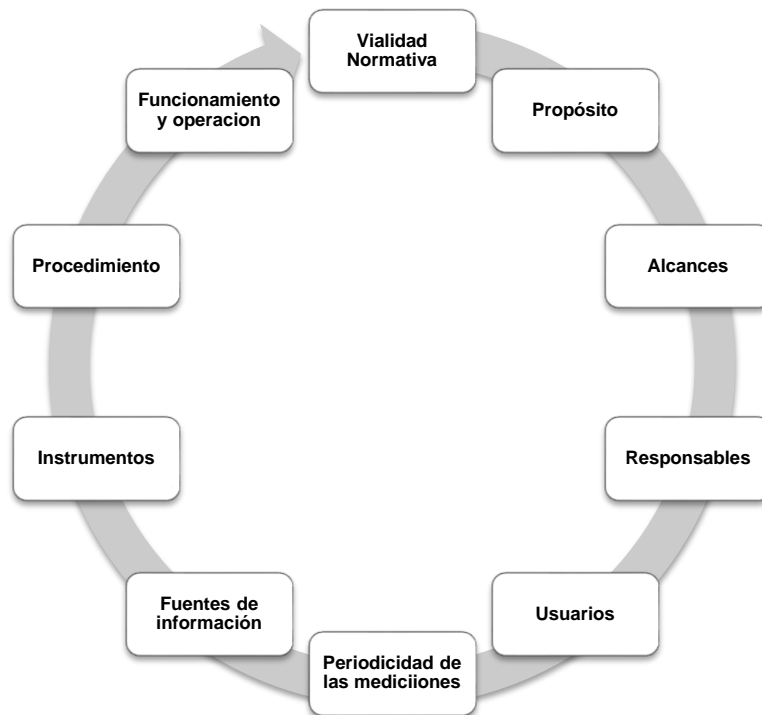 Vialidad
Normativa
Propósito
Alcances
Responsables
Usuarios
Periodicidad de
las mediciiones
Fuentes de
información
Instrumentos
Procedimiento
Funcionamiento
y operacion